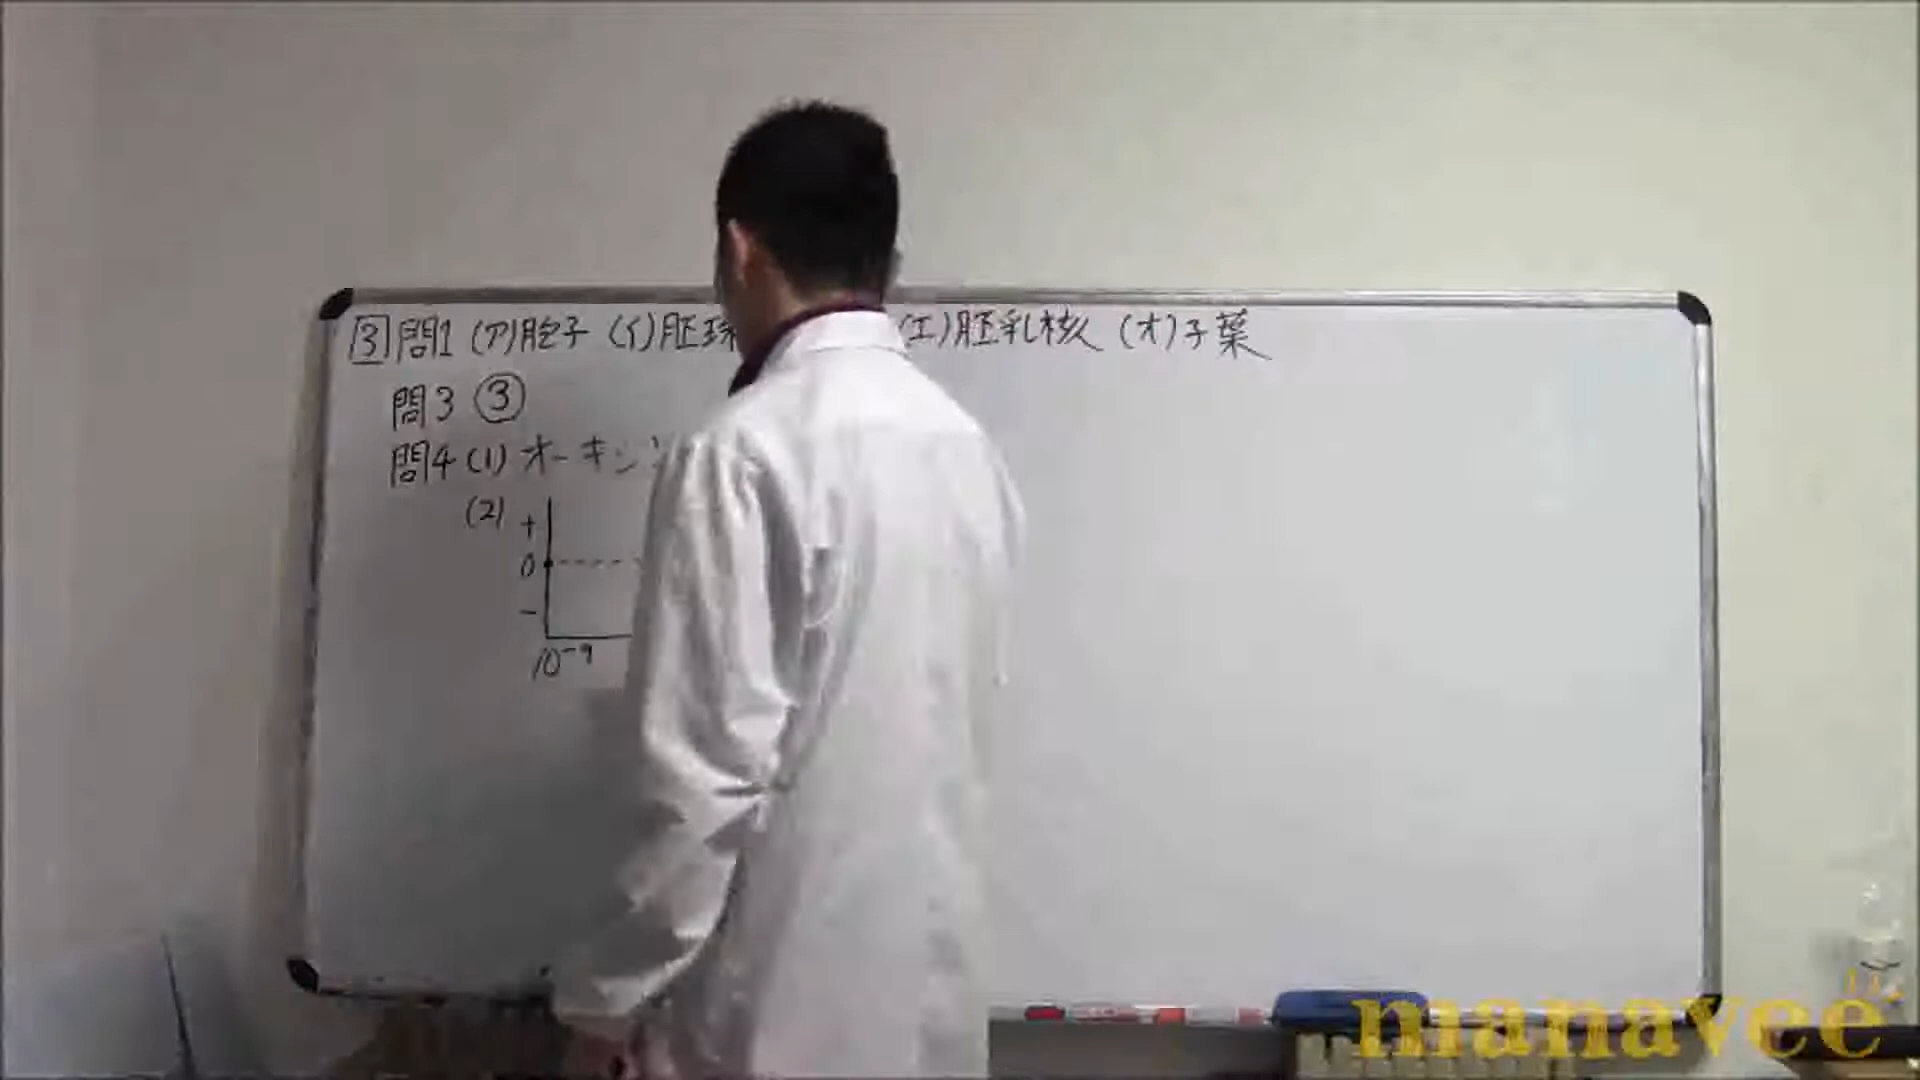 3 問1 (ア)胞子 (イ)胚珠 (エ)胚乳核 (オ)子葉
問3 ③
問4 (1) オーキシン
(2)
+
0
-
10⁻⁹
manavee